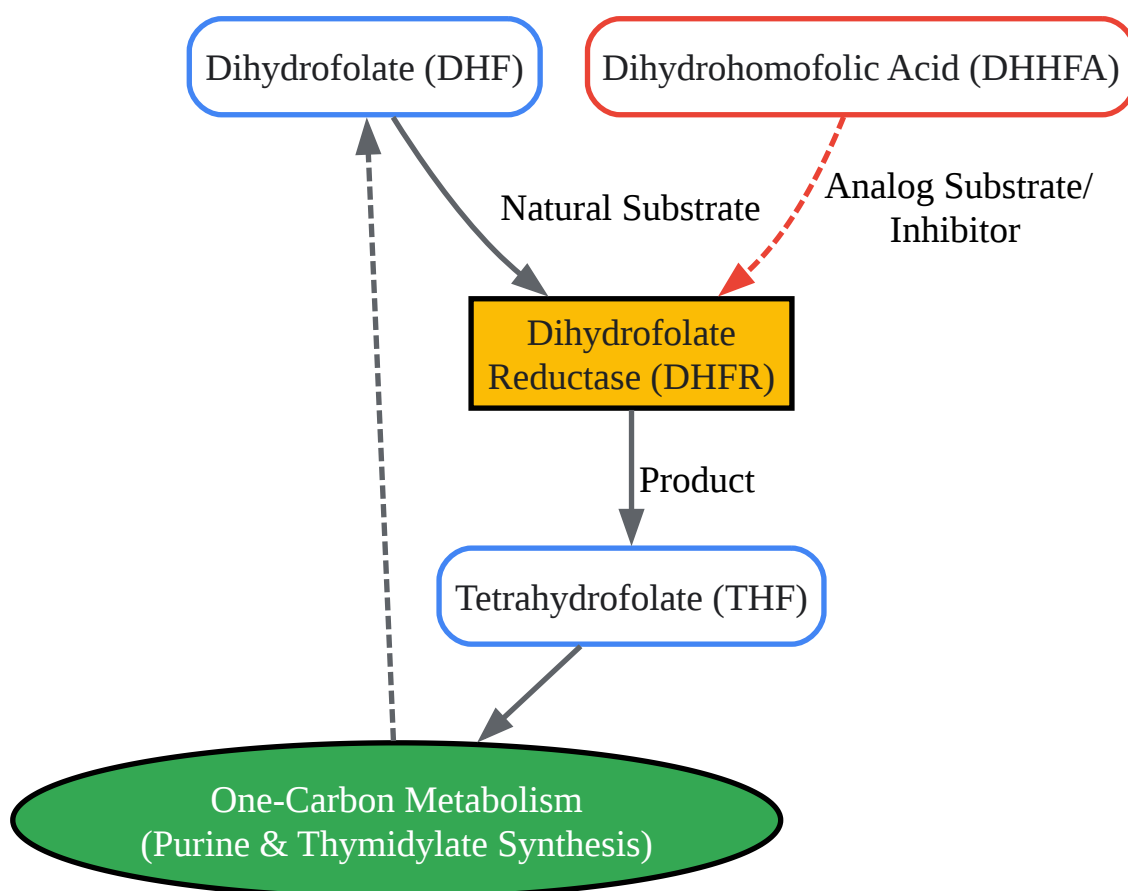 Dihydrofolate (DHF)
Dihydrohomofolic Acid (DHHFA)
Natural Substrate
Analog Substrate/
Inhibitor
Dihydrofolate
Reductase (DHFR)
Product
Tetrahydrofolate (THF)
One-Carbon Metabolism
(Purine & Thymidylate Synthesis)